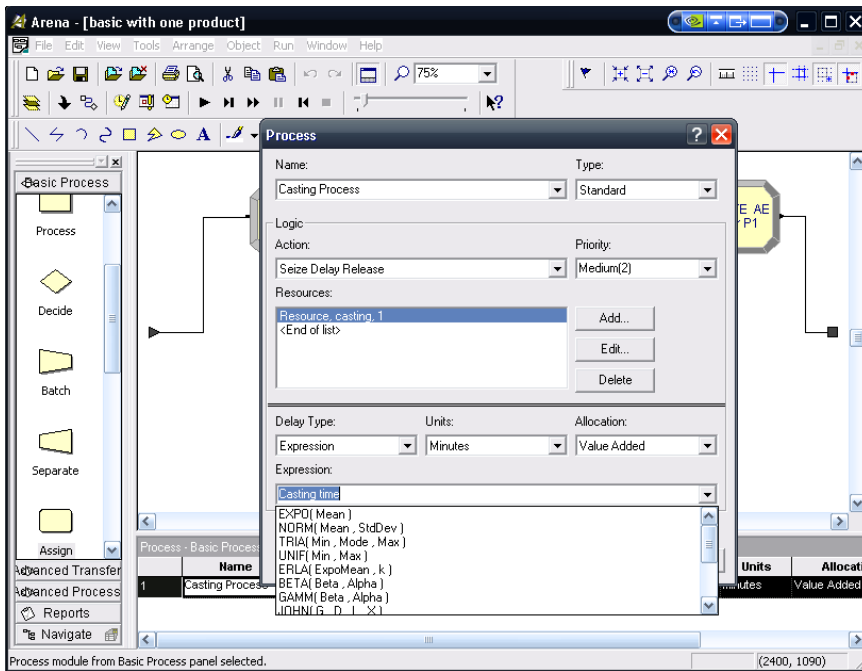 Arena - [basic with one product]
File Edit View Tools Arrange Object Run Window Help
75%
A
Basic Process
Process
Decide
Batch
Separate
Assign
Advanced Transfer
Advanced Process
Reports
Navigate
Process
Name:
Type:
Casting Process
Standard
Logic
Action:
Priority:
Seize Delay Release
Medium(2)
Resources:
Resource, casting, 1
<End of list>
Add...
Edit...
Delete
Delay Type:
Units:
Allocation:
Expression
Minutes
Value Added
Expression:
Casting time
EXPO( Mean )
NORM( Mean , StdDev )
TRIA( Min , Mode , Max )
UNIF( Min , Max )
ERLA( ExpoMean , k )
BETA( Beta , Alpha )
GAMM( Beta , Alpha )
JOHN( G , D , L , X )
AE
P1
Process - Basic Process
Name
Units
Allocati
1
Casting Process
Value Added
Process module from Basic Process panel selected.
(2400, 1090)